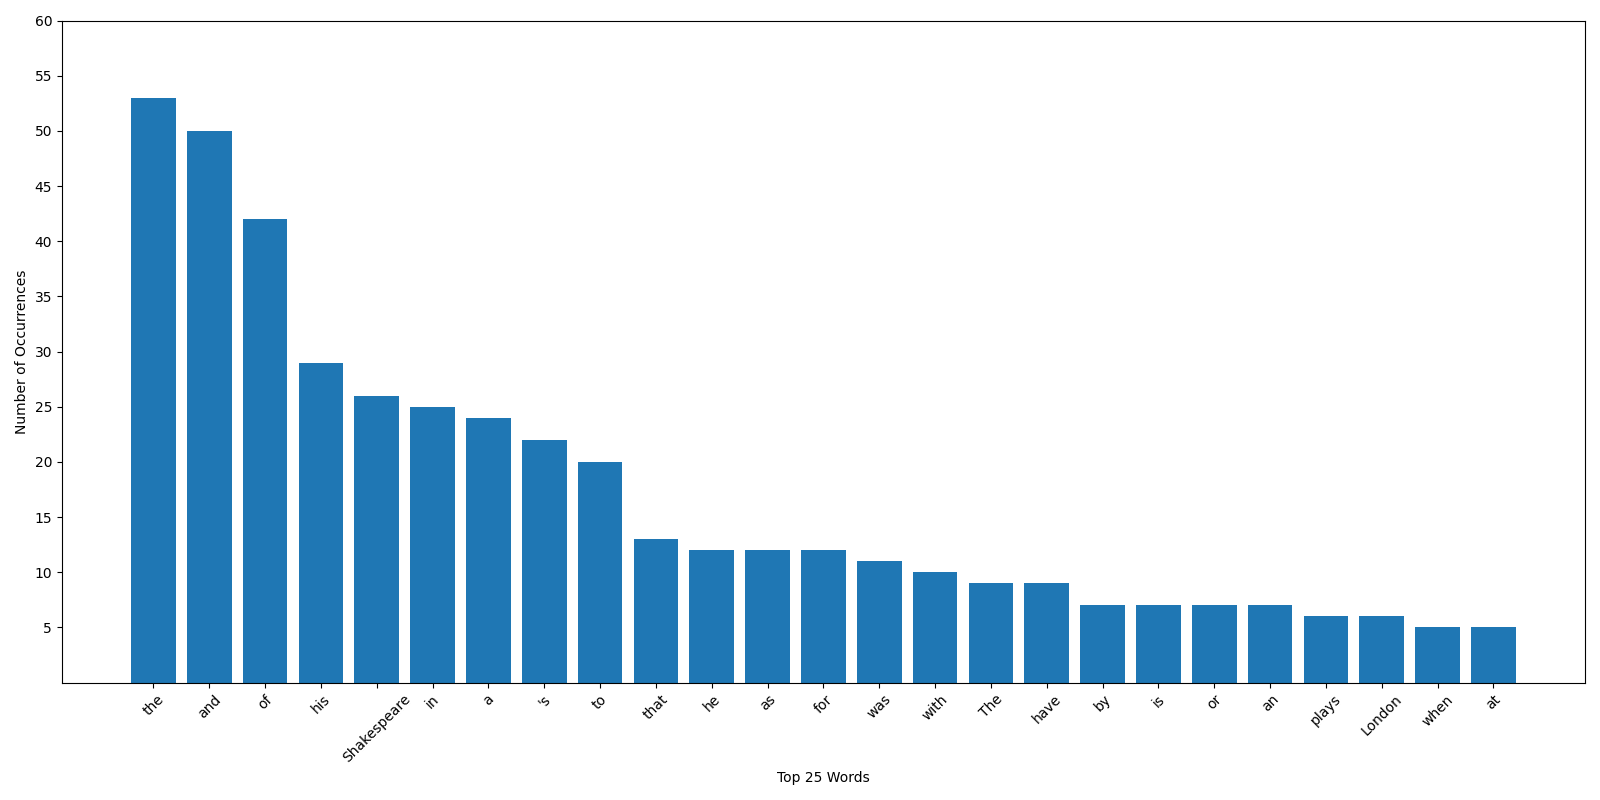 60
55
50
45
40
35
30
25
20
15
10
5
Number of Occurrences
the
and
of
his
Shakespeare
in
a
's
to
that
he
as
for
was
with
The
have
by
is
or
an
plays
London
when
at
Top 25 Words